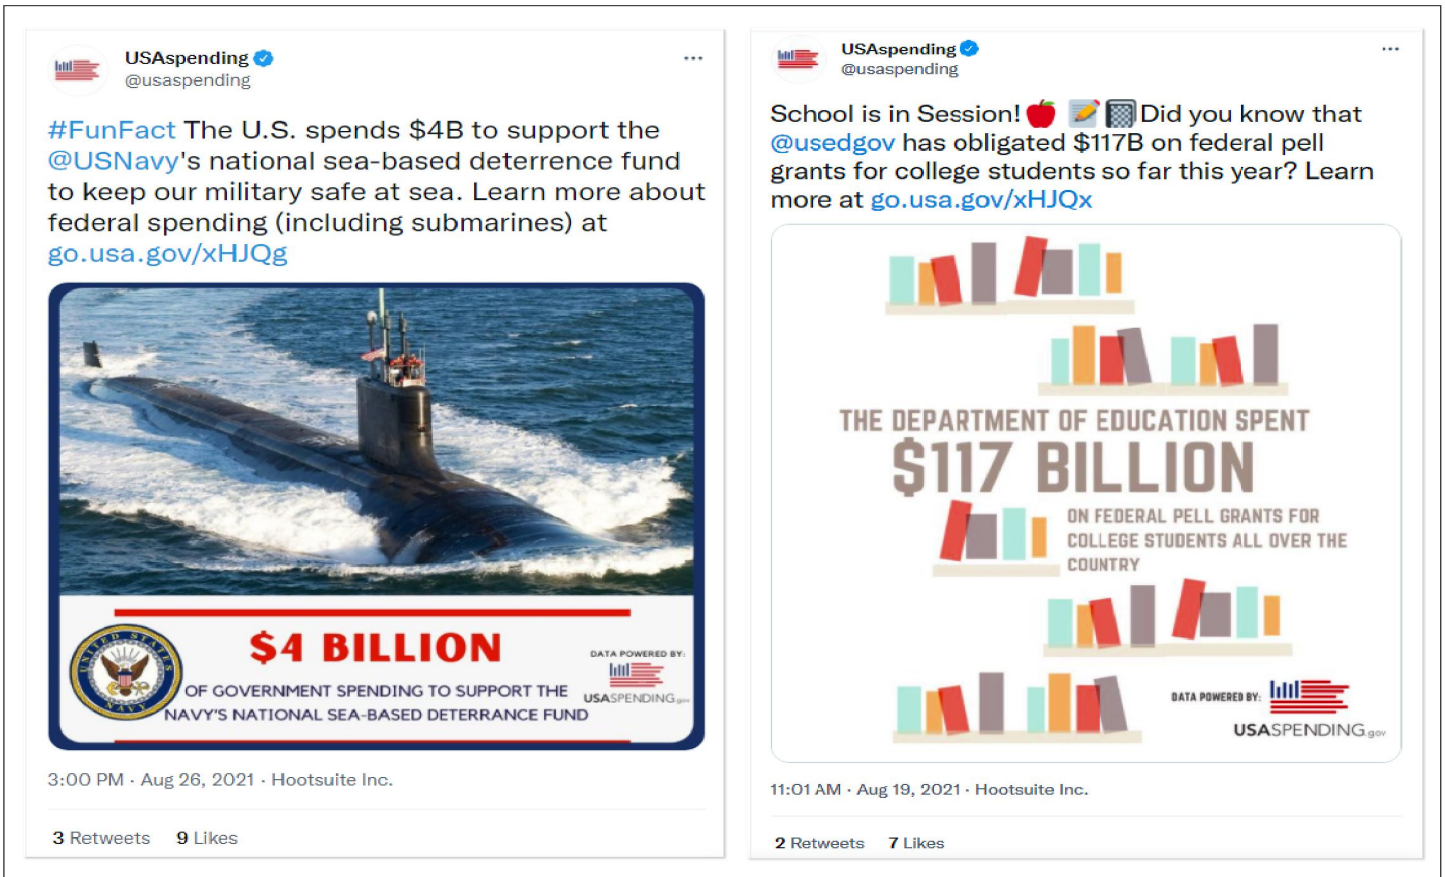 USAspending
@usaspending
#FunFact The U.S. spends $4B to support the
@USNavy's national sea-based deterrence fund
to keep our military safe at sea. Learn more about
federal spending (including submarines) at
go.usa.gov/xHJQg
UNITED STATES
NAVY
$4 BILLION
OF GOVERNMENT SPENDING TO SUPPORT THE
NAVY'S NATIONAL SEA-BASED DETERRANCE FUND
DATA POWERED BY:
USASPENDING.gov
3:00 PM · Aug 26, 2021 · Hootsuite Inc.
3 Retweets 9 Likes
USAspending
@usaspending
School is in Session!🍎 📝📓Did you know that
@usedgov has obligated $117B on federal pell
grants for college students so far this year? Learn
more at go.usa.gov/xHJQx
THE DEPARTMENT OF EDUCATION SPENT
$117 BILLION
ON FEDERAL PELL GRANTS FOR
COLLEGE STUDENTS ALL OVER THE
COUNTRY
DATA POWERED BY:
USASPENDING.gov
11:01 AM · Aug 19, 2021 · Hootsuite Inc.
2 Retweets 7 Likes